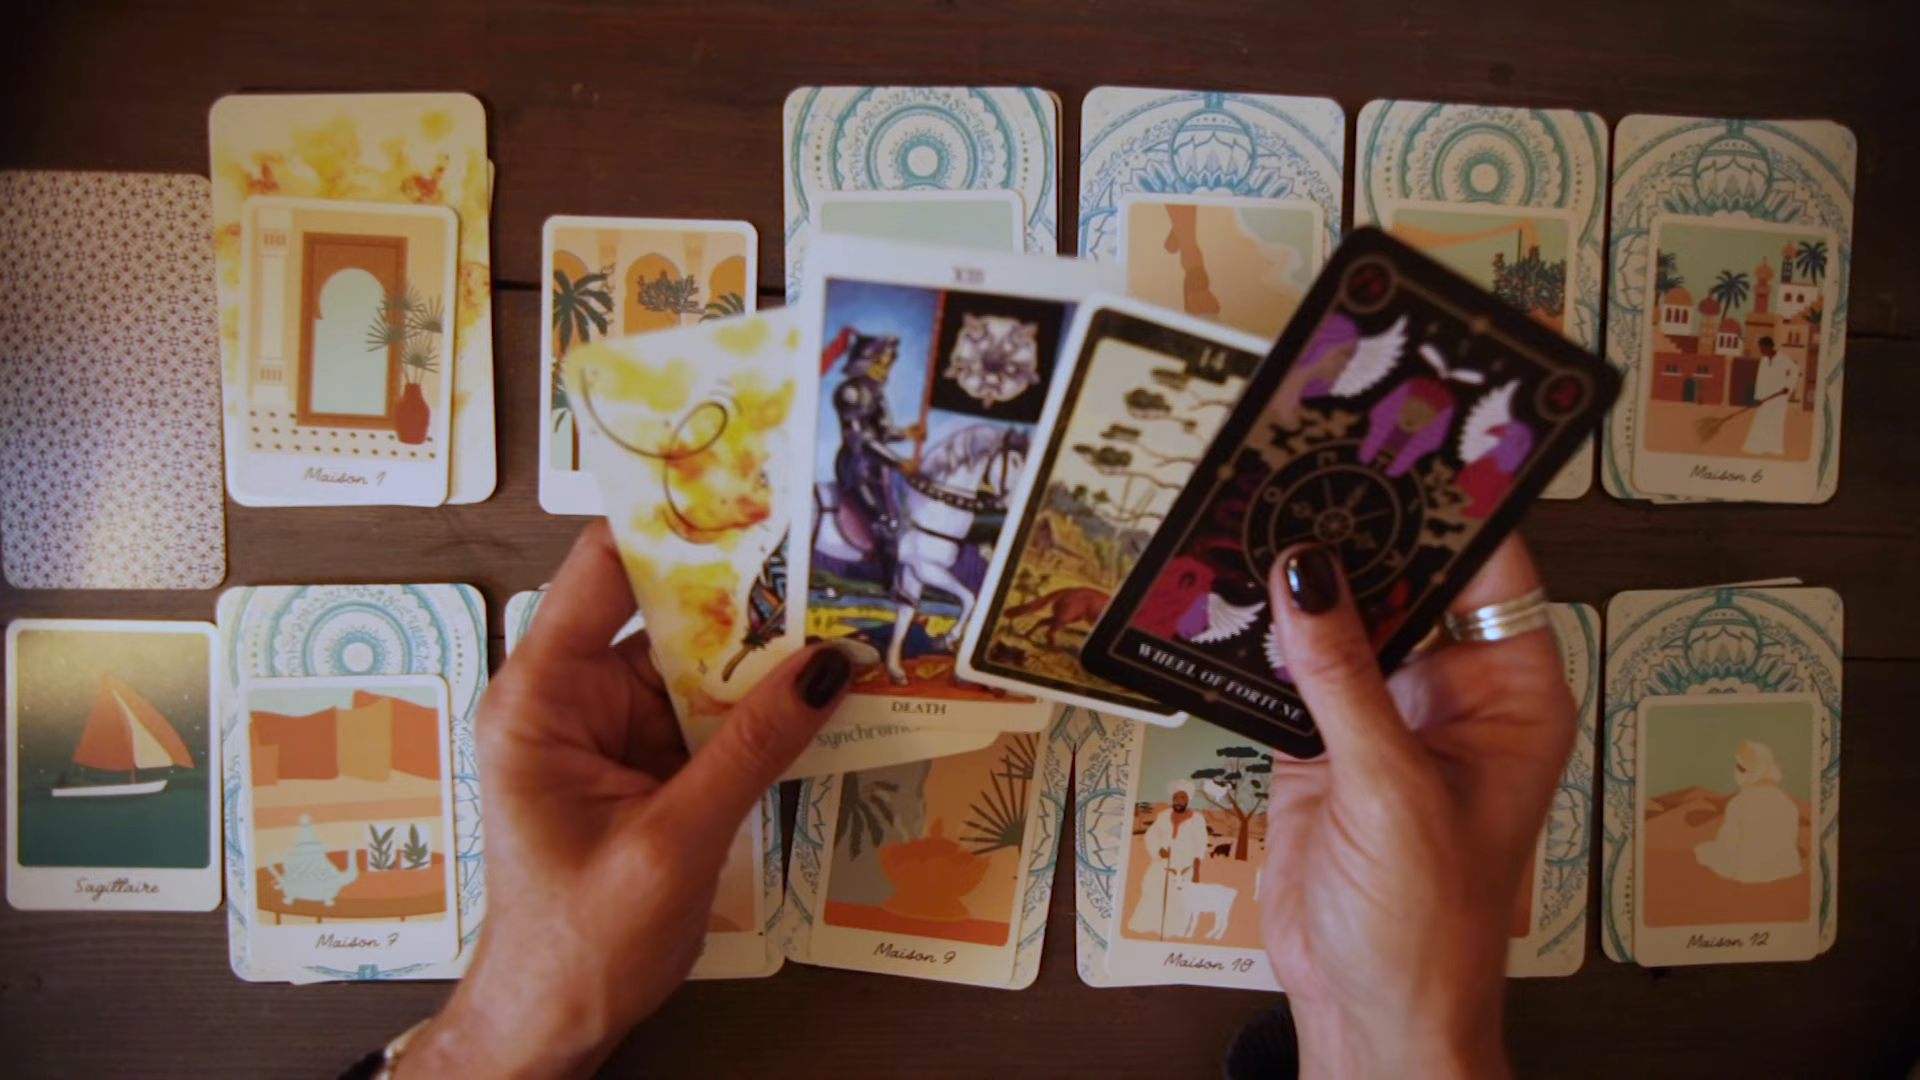 Maison 1
XIII
14
Maison 6
WHEEL OF FORTUNE
DEATH
Sagittaire
Maison 7
Maison 9
Maison 10
Maison 12